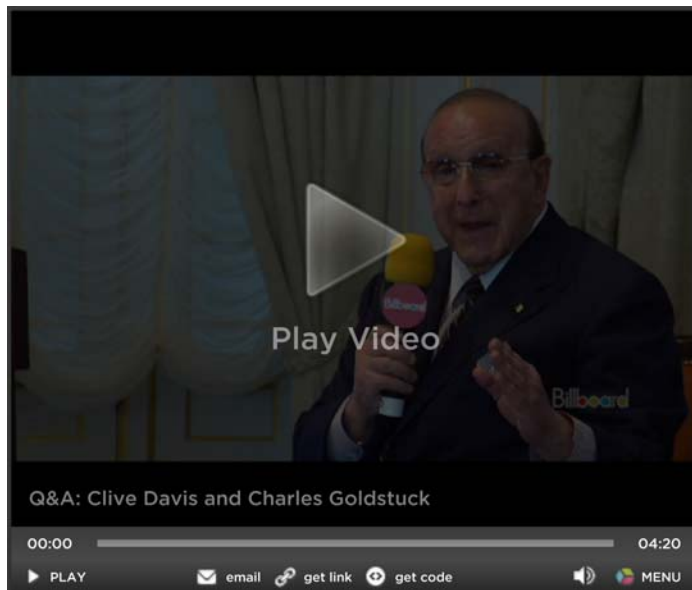 Billboard
Play Video
Billboard
Q&A: Clive Davis and Charles Goldstuck
00:00 04:20
PLAY email get link get code MENU